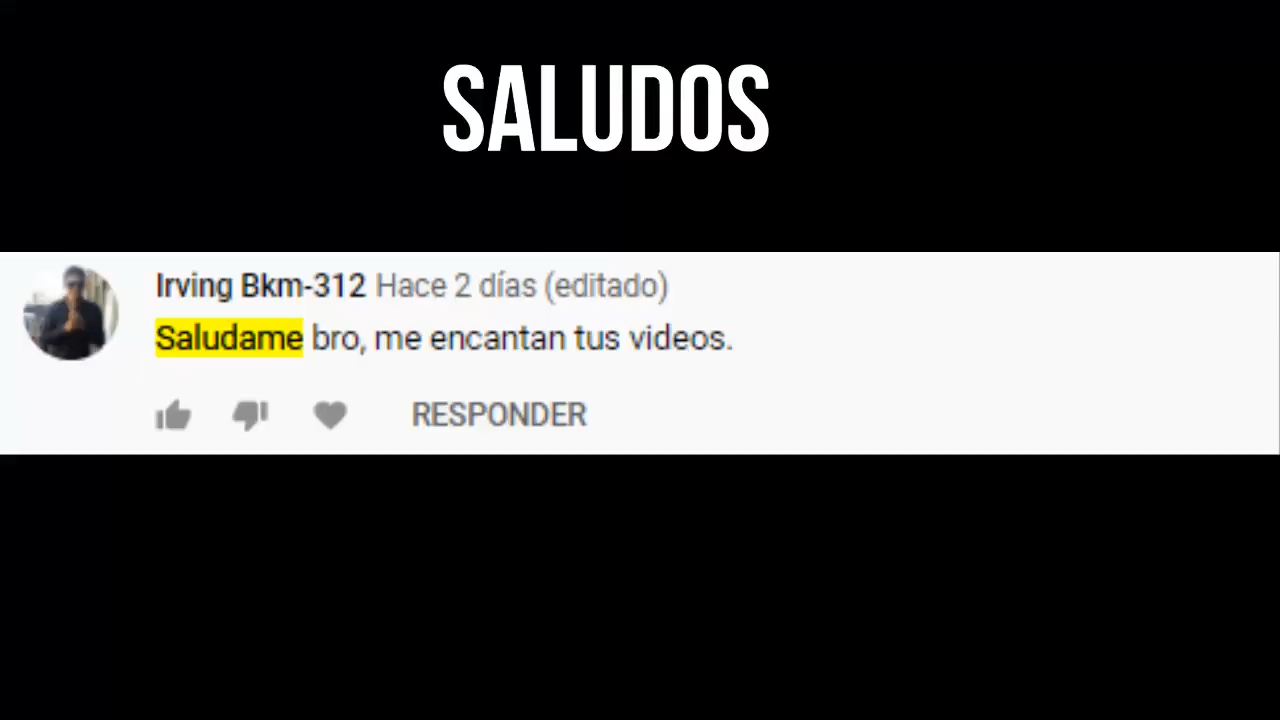 SALUDOS
Irving Bkm-312 Hace 2 días (editado)
Saludame bro, me encantan tus videos.
RESPONDER